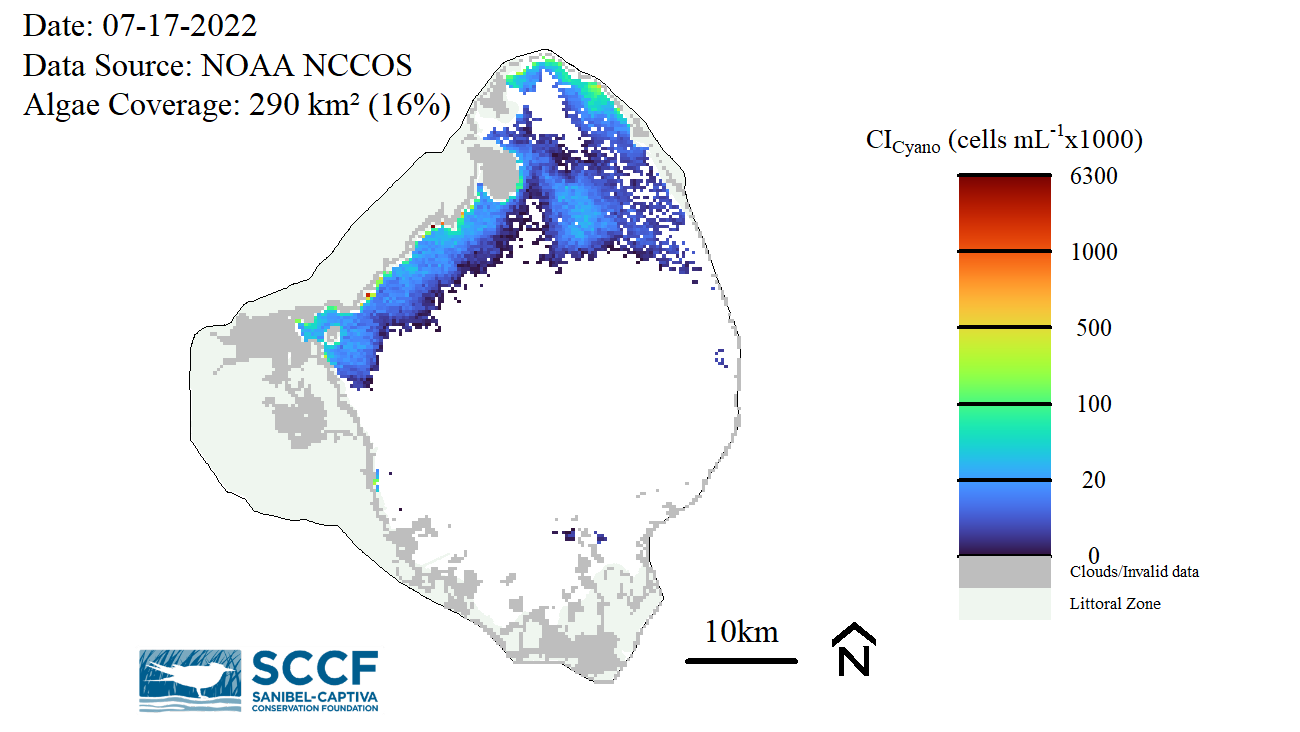 Date: 07-17-2022
Data Source: NOAA NCCOS
Algae Coverage: 290 km² (16%)
CICyano (cells mL-1x1000)
6300
1000
500
100
20
0
Clouds/Invalid data
Littoral Zone
10km
N
SCCF
SANIBEL-CAPTIVA
CONSERVATION FOUNDATION